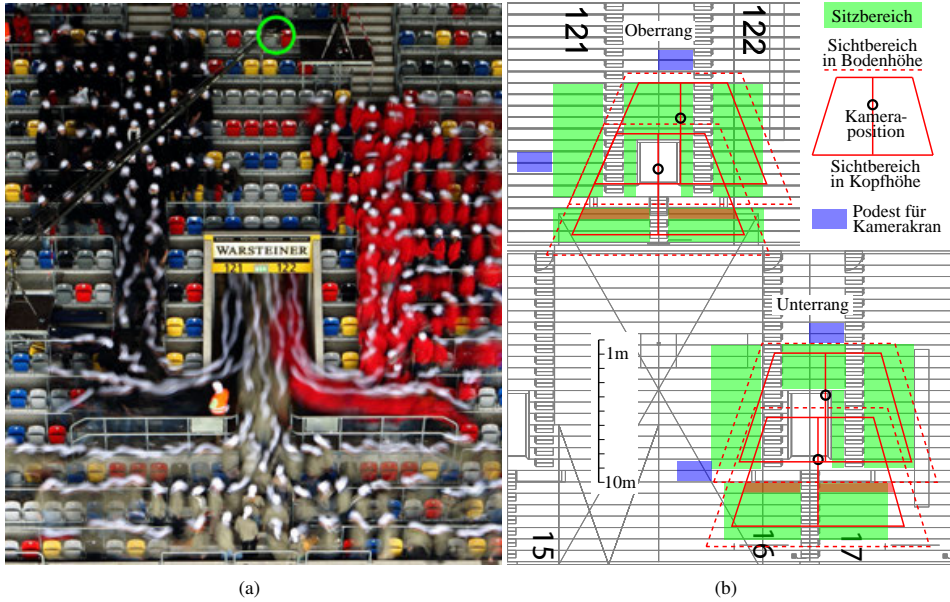 WARSTEINER
121 122
(a)
121
Oberrang
122
Unterrang
1m
10m
15
16
17
Sitzbereich
Sichtbereich
in Bodenhöhe
Kamera-
position
Sichtbereich
in Kopfhöhe
Podest für
Kamerakran
(b)